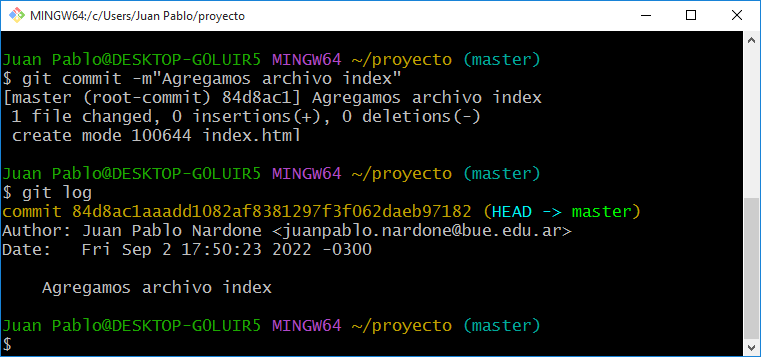 MINGW64:/c/Users/Juan Pablo/proyecto
Juan Pablo@DESKTOP-GOLUIR5 MINGW64 ~/proyecto (master)
$ git commit -m"Agregamos archivo index"
[master (root-commit) 84d8ac1] Agregamos archivo index
 1 file changed, 0 insertions(+), 0 deletions(-)
 create mode 100644 index.html
Juan Pablo@DESKTOP-GOLUIR5 MINGW64 ~/proyecto (master)
$ git log
commit 84d8ac1aaadd1082af8381297f3f062daeb97182 (HEAD -> master)
Author: Juan Pablo Nardone <juanpablo.nardone@bue.edu.ar>
Date:   Fri Sep 2 17:50:23 2022 -0300
    Agregamos archivo index
Juan Pablo@DESKTOP-GOLUIR5 MINGW64 ~/proyecto (master)
$